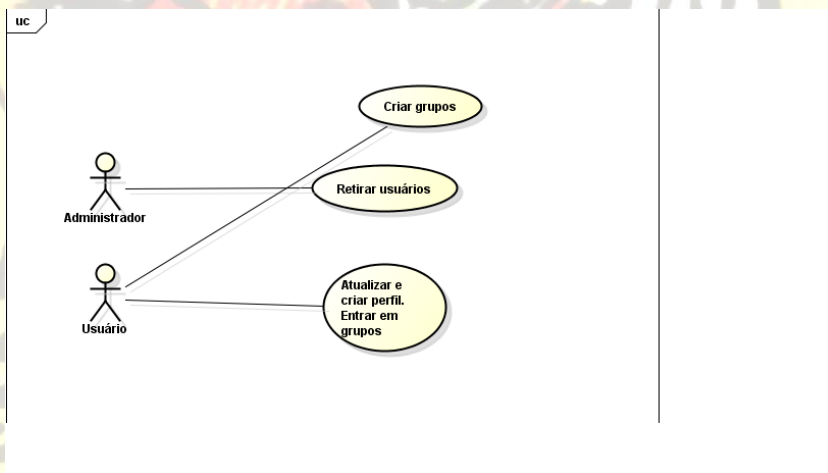 uc
Criar grupos
Retirar usuários
Administrador
Atualizar e
criar perfil.
Entrar em
grupos
Usuário